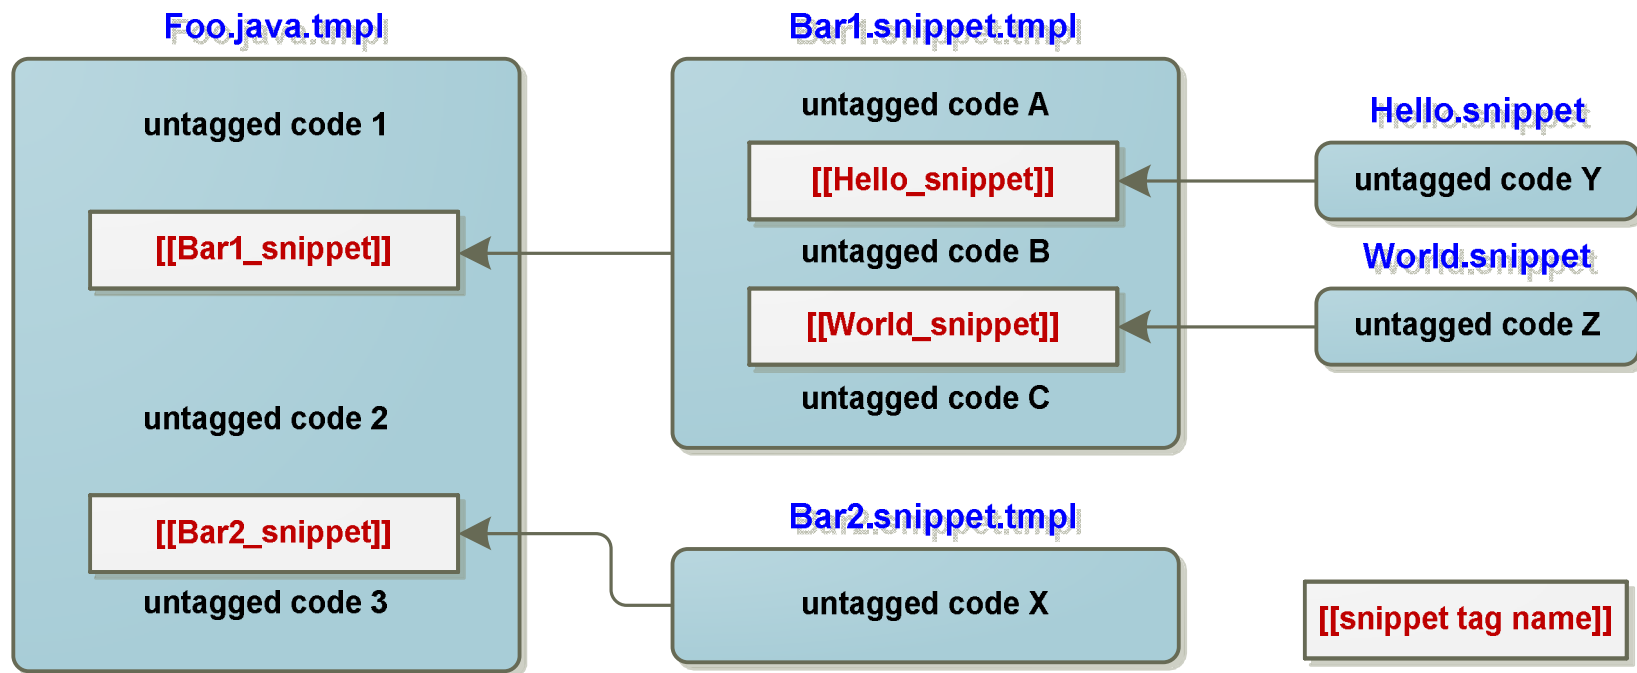 Foo.java.tmpl
untagged code 1
[[Bar1_snippet]]
untagged code 2
[[Bar2_snippet]]
untagged code 3
Bar1.snippet.tmpl
untagged code A
[[Hello_snippet]]
untagged code B
[[World_snippet]]
untagged code C
Bar2.snippet.tmpl
untagged code X
Hello.snippet
untagged code Y
World.snippet
untagged code Z
[[snippet tag name]]